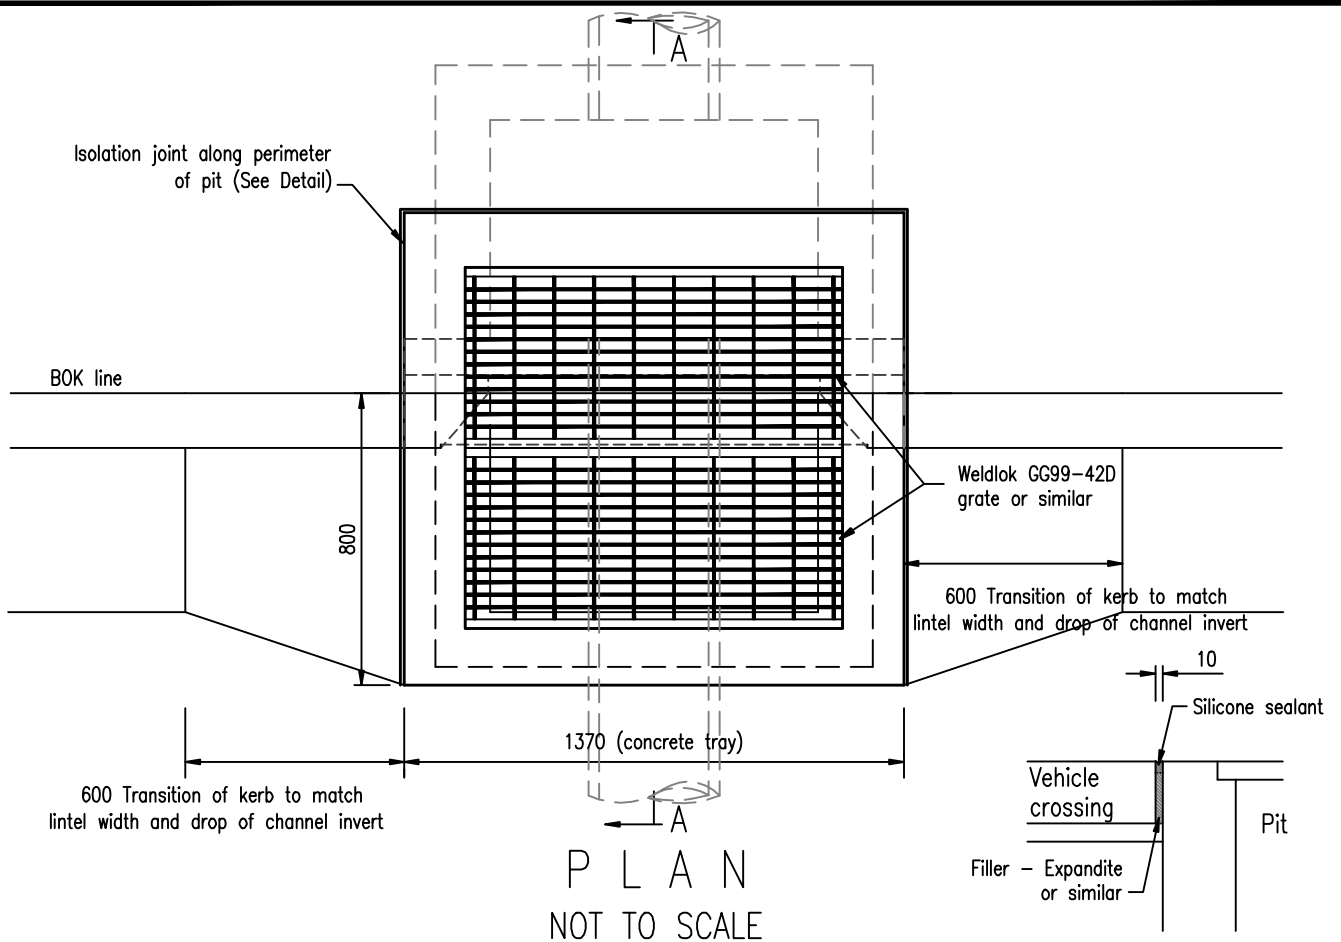 A
Isolation joint along perimeter
of pit (See Detail)
BOK line
800
Weldlok GG99-42D
grate or similar
600 Transition of kerb to match
lintel width and drop of channel invert
10
Silicone sealant
1370 (concrete tray)
600 Transition of kerb to match
lintel width and drop of channel invert
Vehicle
crossing
Pit
A
Filler - Expandite
or similar
PLAN
NOT TO SCALE